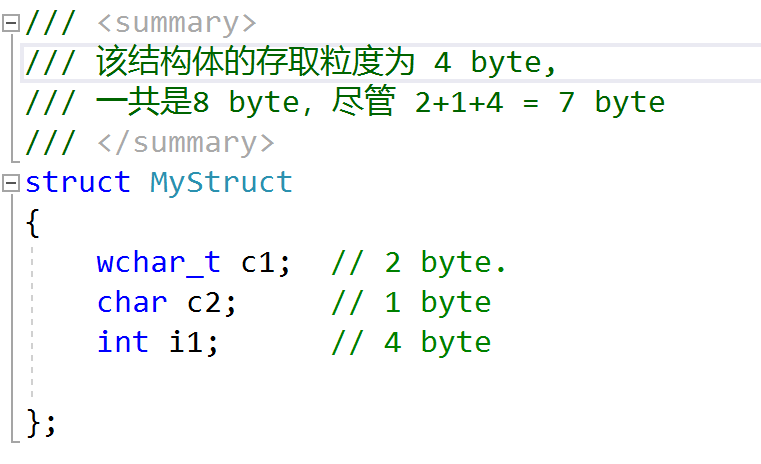 /// <summary>
/// 该结构体的存取粒度为 4 byte,
/// 一共是8 byte，尽管 2+1+4 = 7 byte
/// </summary>
struct MyStruct
{
    wchar_t c1;  // 2 byte.
    char c2;     // 1 byte
    int i1;      // 4 byte
};